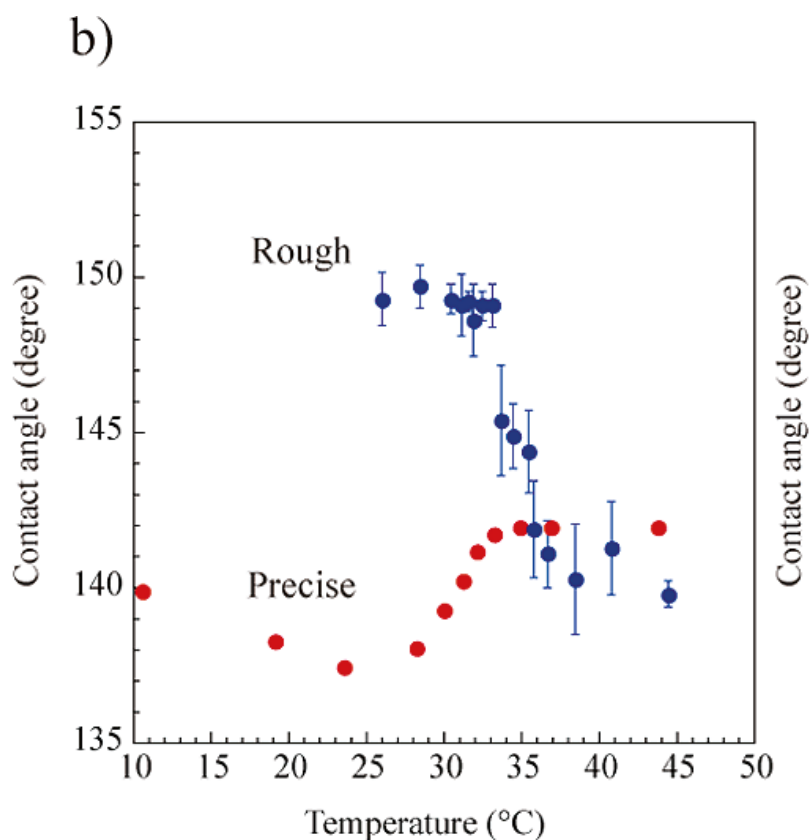 b)
155
150
145
140
135
Rough
Precise
Contact angle (degree)
Contact angle (degree)
10 15 20 25 30 35 40 45 50
Temperature (°C)